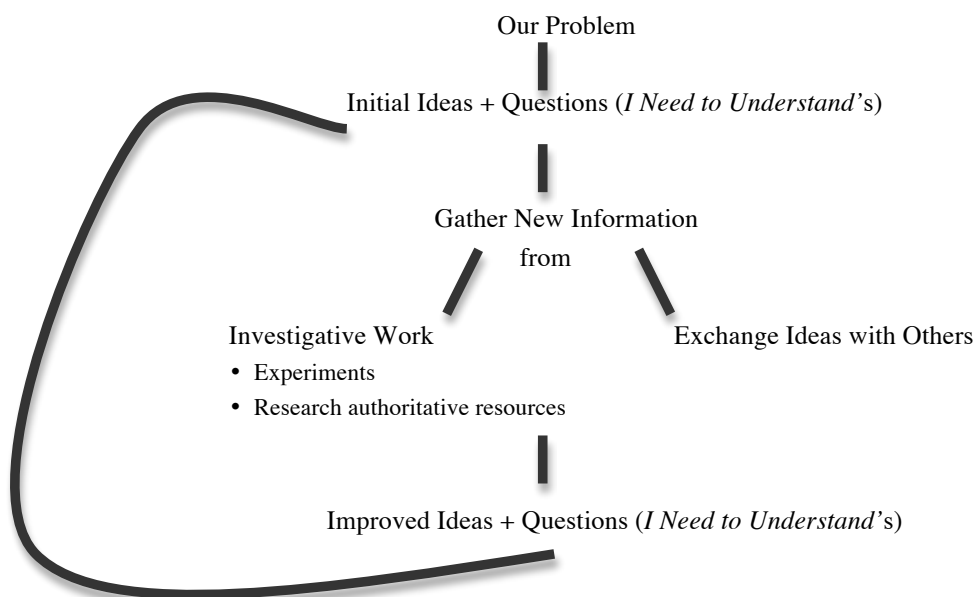 Our Problem
Initial Ideas + Questions (I Need to Understand's)
Gather New Information
from
Investigative Work
• Experiments
• Research authoritative resources
Exchange Ideas with Others
Improved Ideas + Questions (I Need to Understand's)